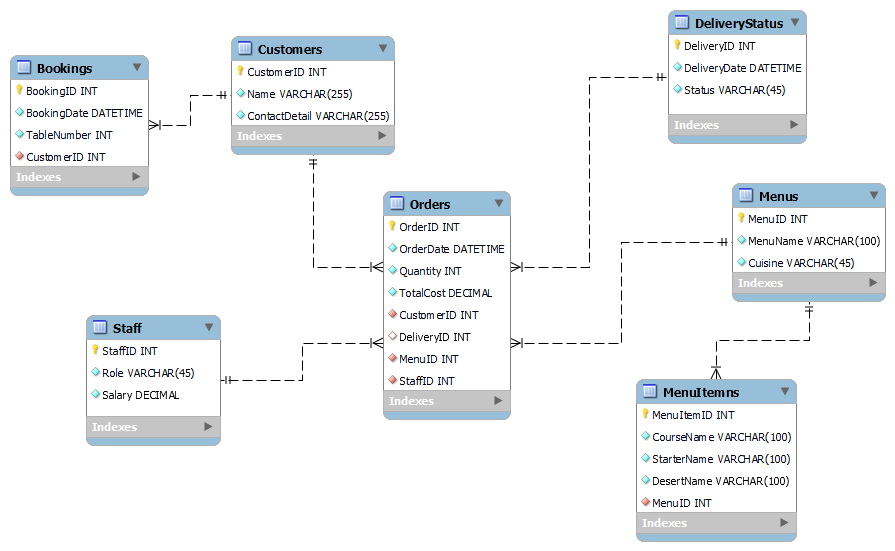 DeliveryStatus
DeliveryID INT
DeliveryDate DATETIME
Status VARCHAR(45)
Indexes
Customers
CustomerID INT
Name VARCHAR(255)
ContactDetail VARCHAR(255)
Indexes
Bookings
BookingID INT
BookingDate DATETIME
TableNumber INT
CustomerID INT
Indexes
Orders
OrderID INT
OrderDate DATETIME
Quantity INT
TotalCost DECIMAL
CustomerID INT
DeliveryID INT
MenuID INT
StaffID INT
Indexes
Menus
MenuID INT
MenuName VARCHAR(100)
Cuisine VARCHAR(45)
Indexes
Staff
StaffID INT
Role VARCHAR(45)
Salary DECIMAL
Indexes
MenuItemns
MenuItemID INT
CourseName VARCHAR(100)
StarterName VARCHAR(100)
DesertName VARCHAR(100)
MenuID INT
Indexes